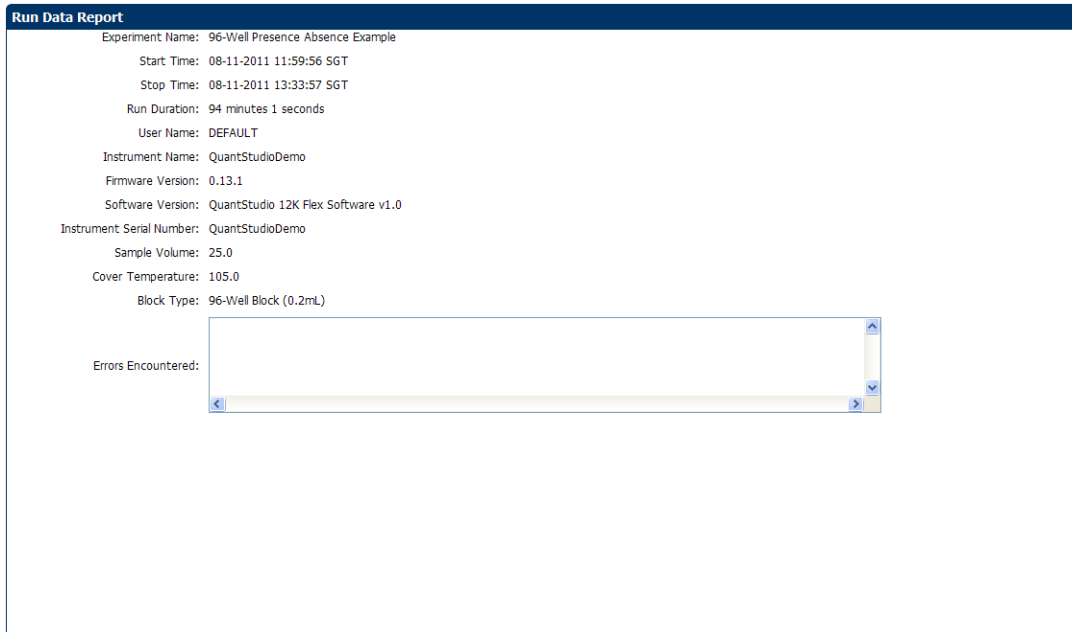 Run Data Report
Experiment Name: 96-Well Presence Absence Example
Start Time: 08-11-2011 11:59:56 SGT
Stop Time: 08-11-2011 13:33:57 SGT
Run Duration: 94 minutes 1 seconds
User Name: DEFAULT
Instrument Name: QuantStudioDemo
Firmware Version: 0.13.1
Software Version: QuantStudio 12K Flex Software v1.0
Instrument Serial Number: QuantStudioDemo
Sample Volume: 25.0
Cover Temperature: 105.0
Block Type: 96-Well Block (0.2mL)
Errors Encountered: